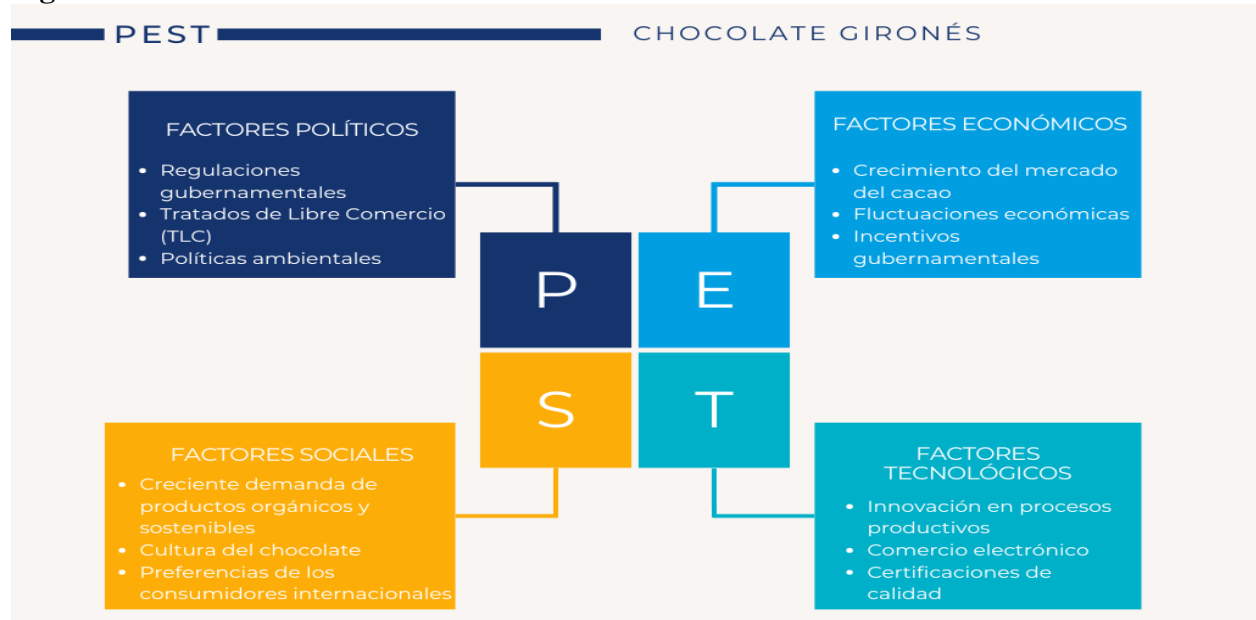 PEST
CHOCOLATE GIRONÉS
FACTORES POLÍTICOS
• Regulaciones
gubernamentales
• Tratados de Libre Comercio
(TLC)
• Políticas ambientales
FACTORES ECONÓMICOS
• Crecimiento del mercado
del cacao
• Fluctuaciones económicas
• Incentivos
gubernamentales
P
E
S
T
FACTORES SOCIALES
• Creciente demanda de
productos orgánicos y
sostenibles
• Cultura del chocolate
• Preferencias de los
consumidores internacionales
FACTORES
TECNOLÓGICOS
• Innovación en procesos
productivos
• Comercio electrónico
• Certificaciones de
calidad